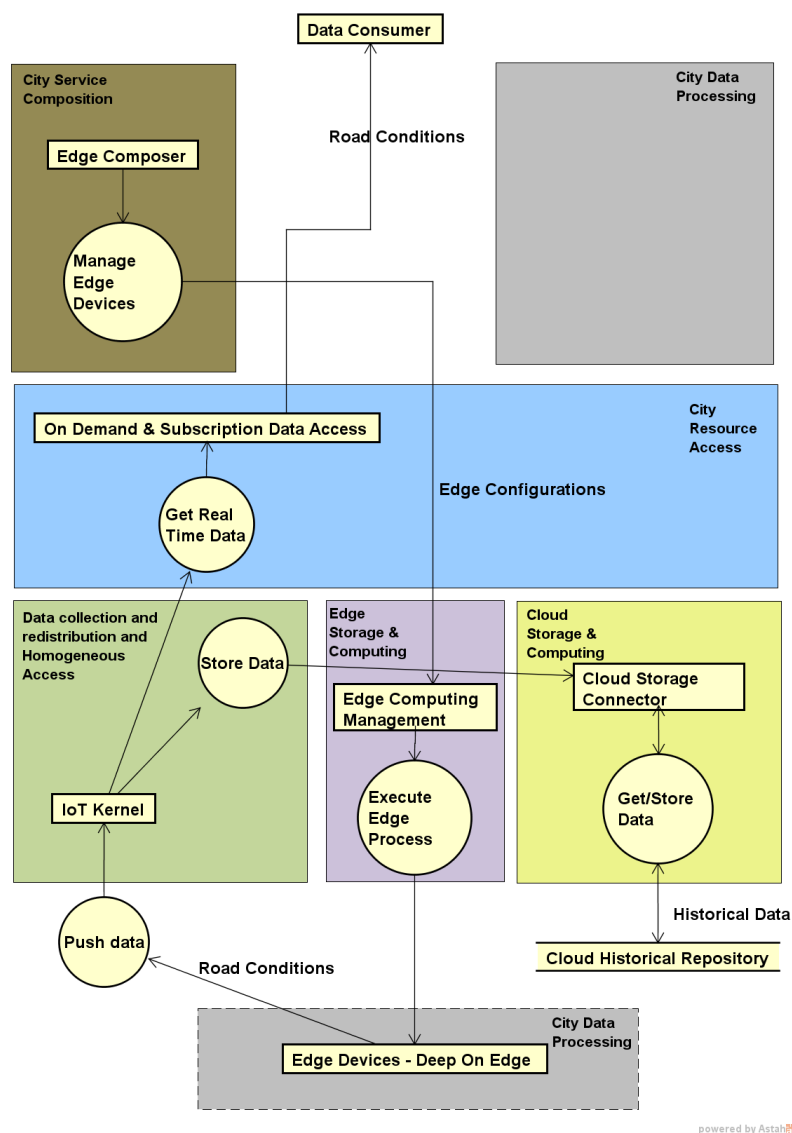 Data Consumer
City Service
Composition
City Data
Processing
Road Conditions
Edge Composer
Manage
Edge
Devices
On Demand & Subscription Data Access
City
Resource
Access
Edge Configurations
Get Real
Time Data
Data collection and
redistribution and
Homogeneous
Access
Store Data
Edge
Storage &
Computing
Cloud
Storage &
Computing
Edge Computing
Management
Cloud Storage
Connector
IoT Kernel
Execute
Edge
Process
Get/Store
Data
Push data
Historical Data
Road Conditions
Cloud Historical Repository
City Data
Processing
Edge Devices - Deep On Edge
powered by Astah